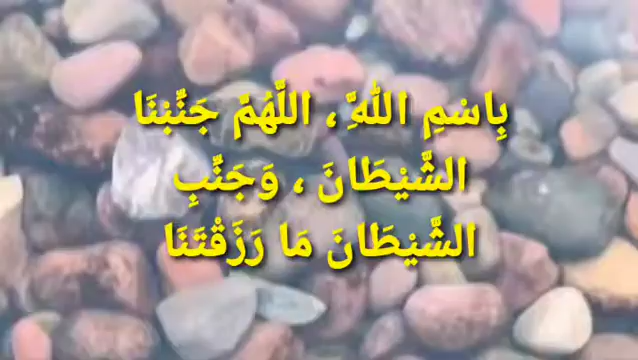 بِاسْمِ اللَّهِ ، اللَّهُمَّ جَنِّبْنَا
الشَّيْطَانَ ، وَجَنِّبِ
الشَّيْطَانَ مَا رَزَقْتَنَا